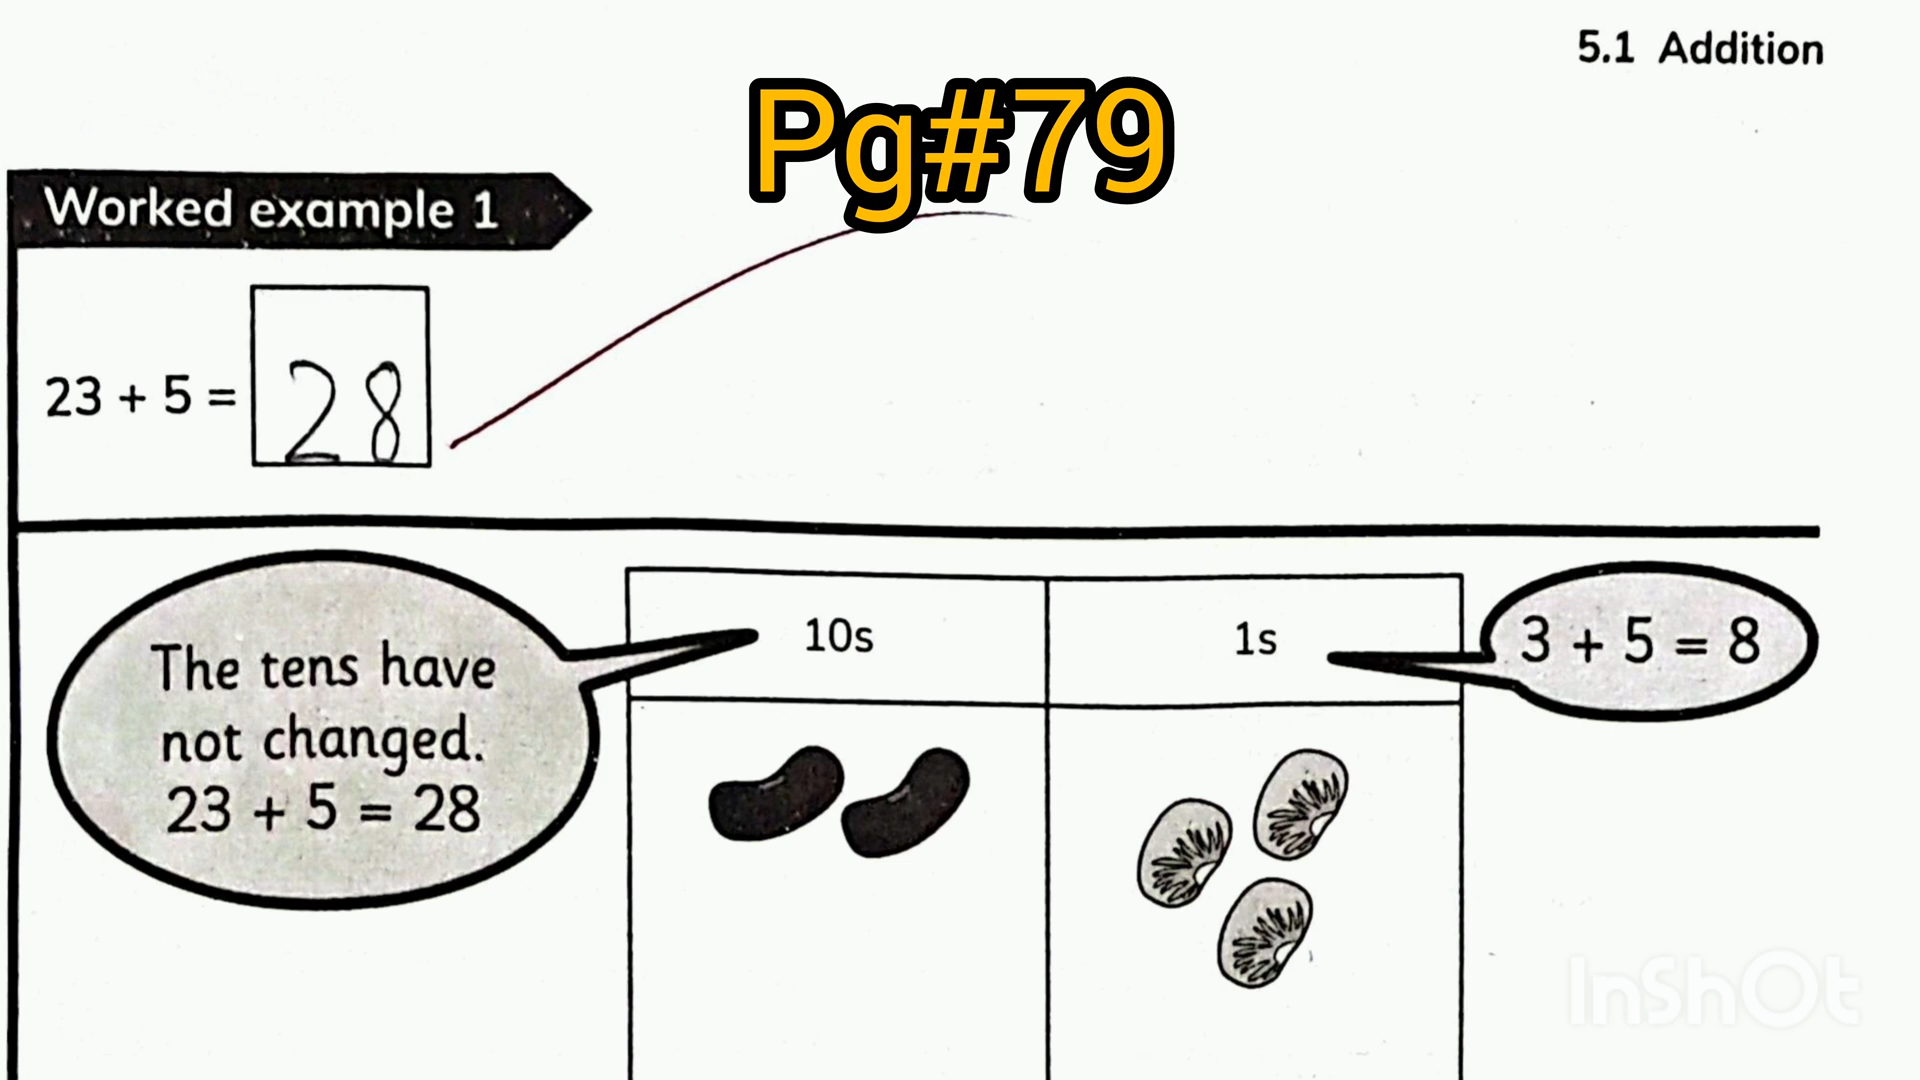 5.1 Addition
Pg#79
Worked example 1
23 + 5 = 28
The tens have
not changed.
23 + 5 = 28
10s
1s
3 + 5 = 8
InShOt